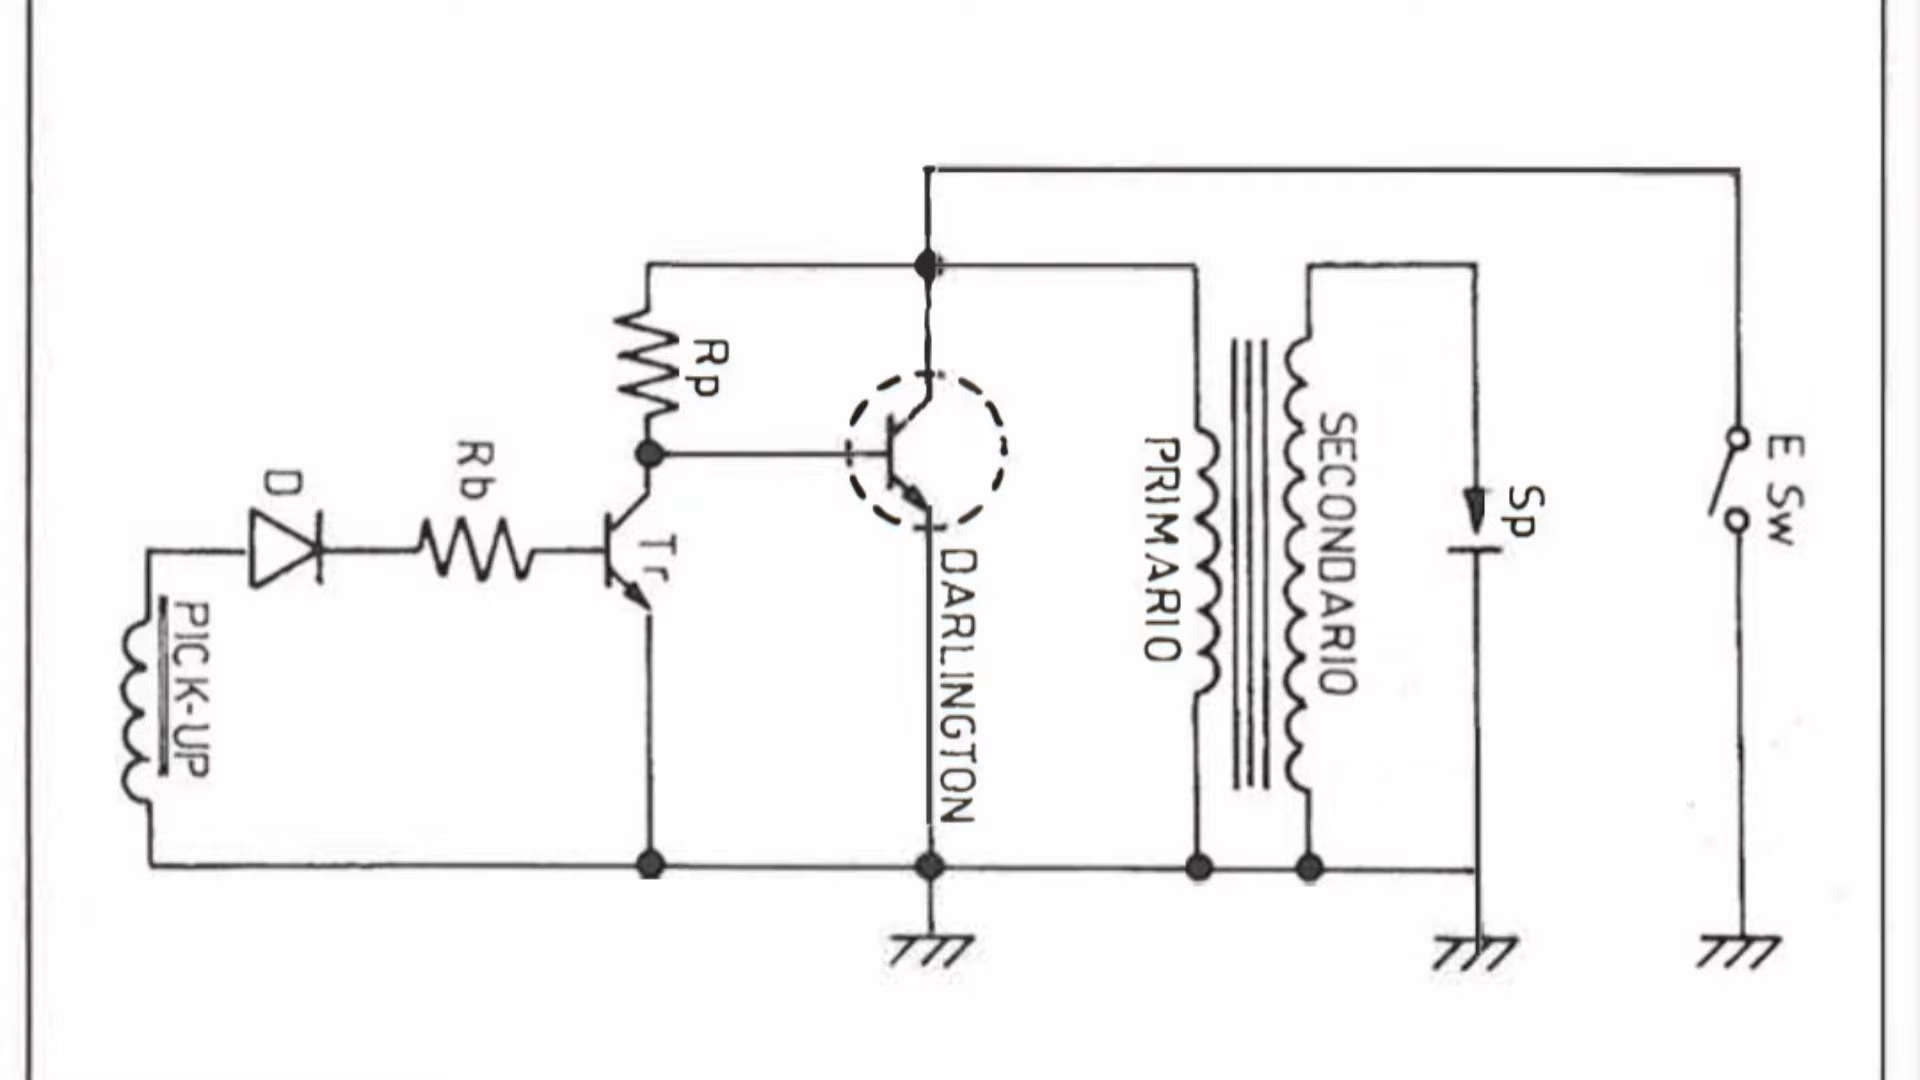 E Sw
Sp
SECONDARIO
PRIMARIO
DARLINGTON
Rp
Tr
Rb
D
PICK-UP